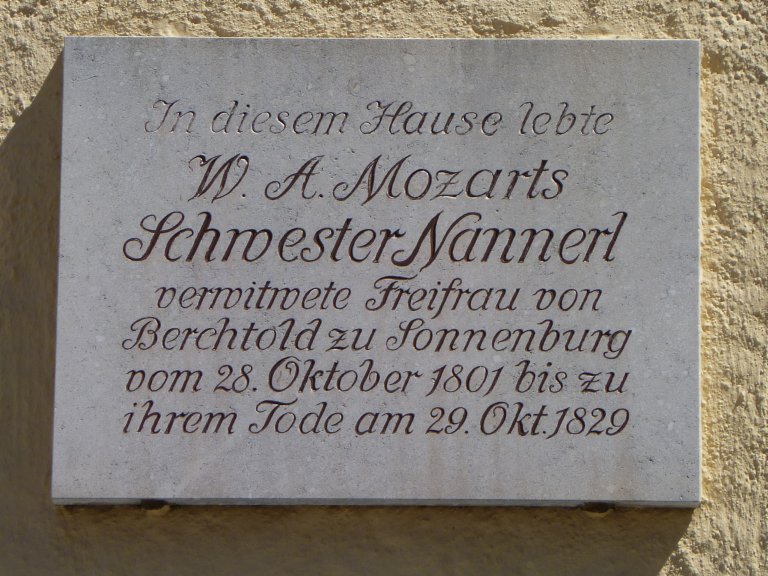 In diesem Hause lebte
W. A. Mozarts
Schwester Nannerl
verwitwete Freifrau von
Berchtold zu Sonnenburg
vom 28. Oktober 1801 bis zu
ihrem Tode am 29. Okt. 1829